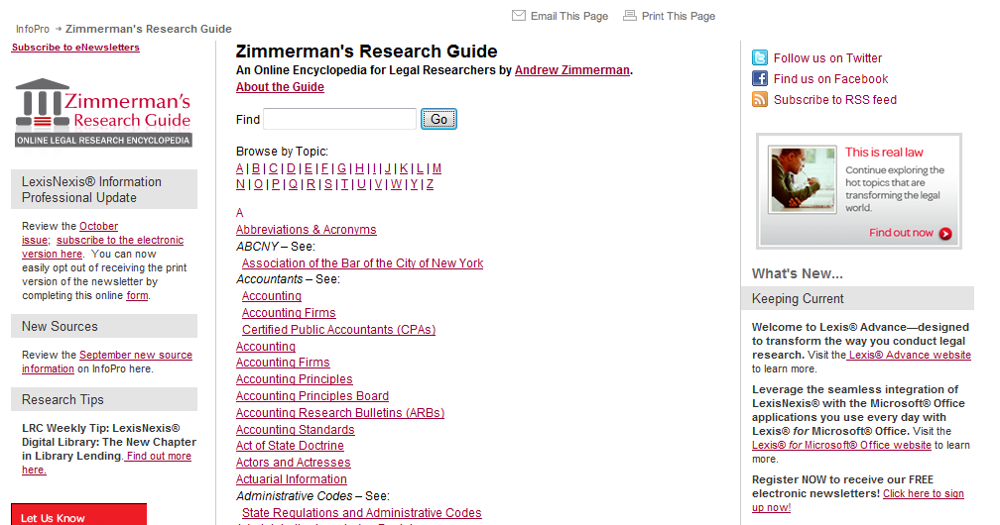 Email This Page Print This Page
InfoPro → Zimmerman's Research Guide
Subscribe to eNewsletters
Zimmerman's
Research Guide
ONLINE LEGAL RESEARCH ENCYCLOPEDIA
LexisNexis® Information
Professional Update
Review the October
issue; subscribe to the electronic
version here. You can now
easily opt out of receiving the print
version of the newsletter by
completing this online form.
New Sources
Review the September new source
information on InfoPro here.
Research Tips
LRC Weekly Tip: LexisNexis®
Digital Library: The New Chapter
in Library Lending. Find out more
here.
Let Us Know
Zimmerman's Research Guide
An Online Encyclopedia for Legal Researchers by Andrew Zimmerman.
About the Guide
Find Go
Browse by Topic:
A | B | C | D | E | F | G | H | I | J | K | L | M
N | O | P | Q | R | S | T | U | V | W | Y | Z
A
Abbreviations & Acronyms
ABCNY – See:
Association of the Bar of the City of New York
Accountants – See:
Accounting
Accounting Firms
Certified Public Accountants (CPAs)
Accounting
Accounting Firms
Accounting Principles
Accounting Principles Board
Accounting Research Bulletins (ARBs)
Accounting Standards
Act of State Doctrine
Actors and Actresses
Actuarial Information
Administrative Codes – See:
State Regulations and Administrative Codes
Follow us on Twitter
Find us on Facebook
Subscribe to RSS feed
This is real law
Continue exploring the
hot topics that are
transforming the legal
world.
Find out now
What's New...
Keeping Current
Welcome to Lexis® Advance—designed
to transform the way you conduct legal
research. Visit the Lexis® Advance website
to learn more.
Leverage the seamless integration of
LexisNexis® with the Microsoft® Office
applications you use every day with
Lexis® for Microsoft® Office. Visit the
Lexis® for Microsoft® Office website to learn
more.
Register NOW to receive our FREE
electronic newsletters! Click here to sign
up now!